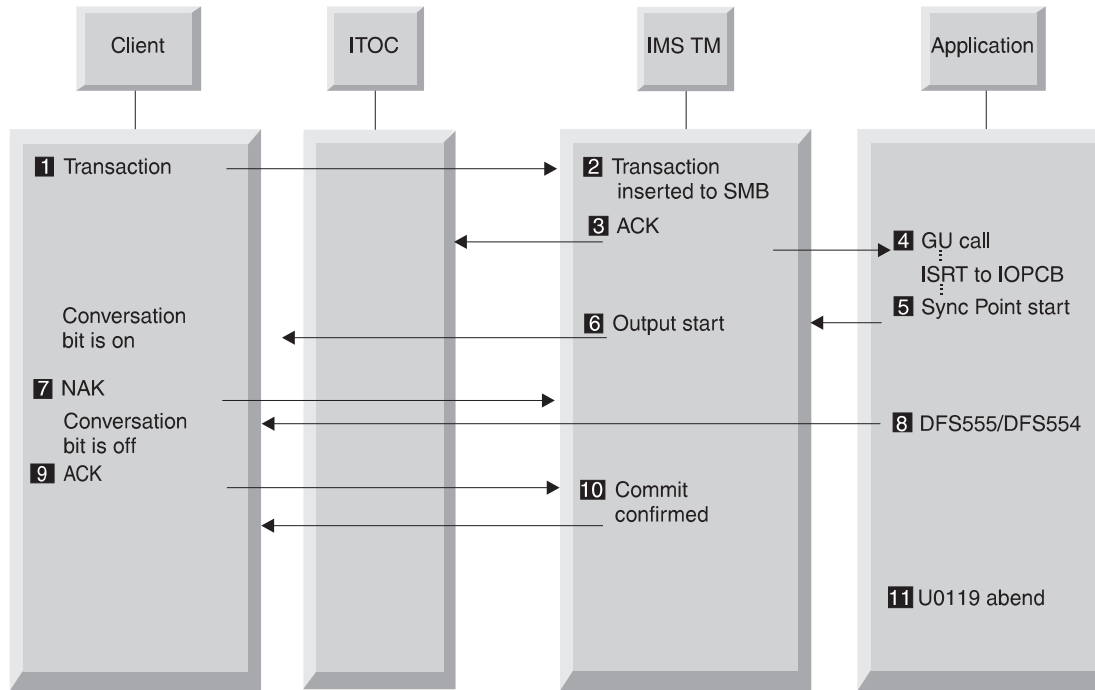 Client
ITOC
IMS TM
Application
1 Transaction
2 Transaction
inserted to SMB
3 ACK
4 GU call
ISRT to IOPCB
5 Sync Point start
Conversation
bit is on
6 Output start
7 NAK
Conversation
bit is off
8 DFS555/DFS554
9 ACK
10 Commit
confirmed
11 U0119 abend